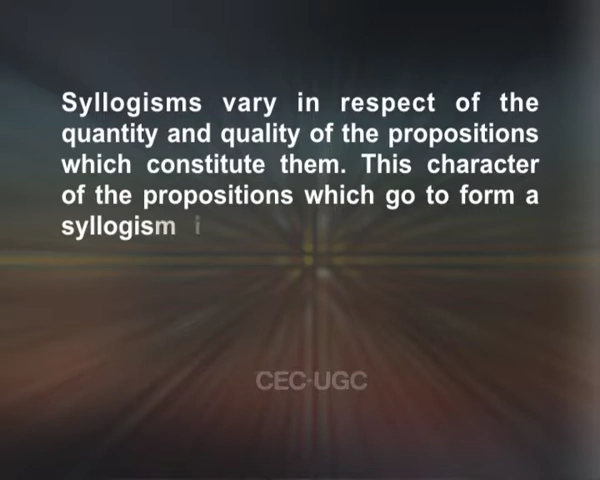 Syllogisms vary in respect of the
quantity and quality of the propositions
which constitute them. This character
of the propositions which go to form a
syllogism i
CEC-UGC